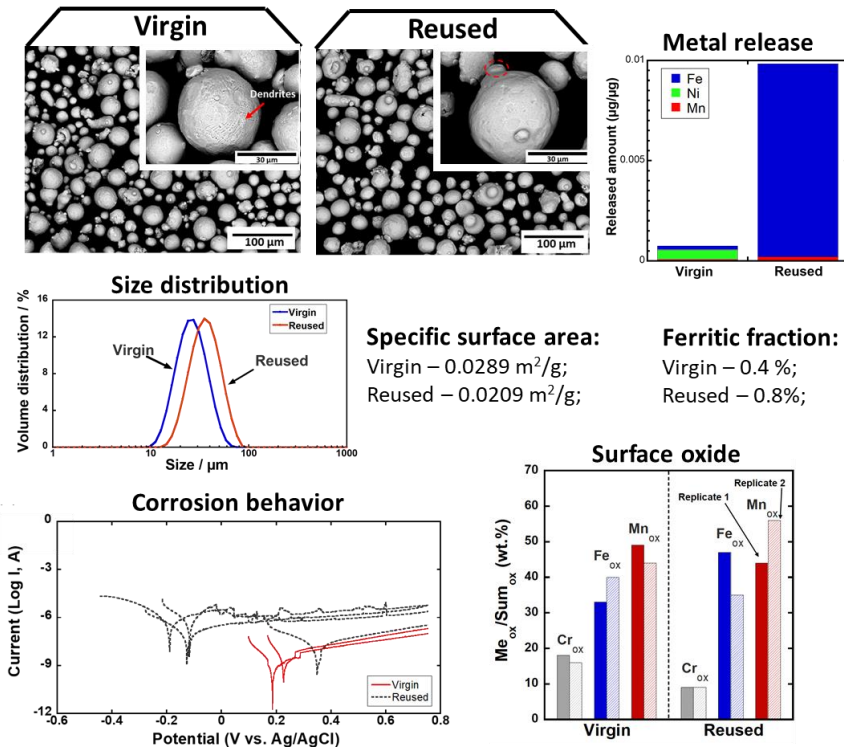 Virgin
Reused
Dendrites
30 µm
100 µm
30 µm
100 µm
Metal release
Released amount (µg/µg)
0.01
0.005
0
Fe
Ni
Mn
Virgin
Reused
Size distribution
Volume distribution / %
16
12
8
4
0
Virgin
Reused
Virgin
Reused
1
10
100
1000
Size / µm
Specific surface area:
Virgin – 0.0289 m²/g;
Reused – 0.0209 m²/g;
Ferritic fraction:
Virgin – 0.4 %;
Reused – 0.8%;
Corrosion behavior
Current (Log I, A)
0
-3
-6
-9
-12
Virgin
Reused
-0.6
-0.4
-0.2
0
0.2
0.4
0.6
0.8
Potential (V vs. Ag/AgCl)
Surface oxide
Me_ox/Sum_ox (wt.%)
70
60
50
40
30
20
10
0
Cr_ox
Fe_ox
Mn_ox
Replicate 1
Replicate 2
Cr_ox
Fe_ox
Mn_ox
Virgin
Reused